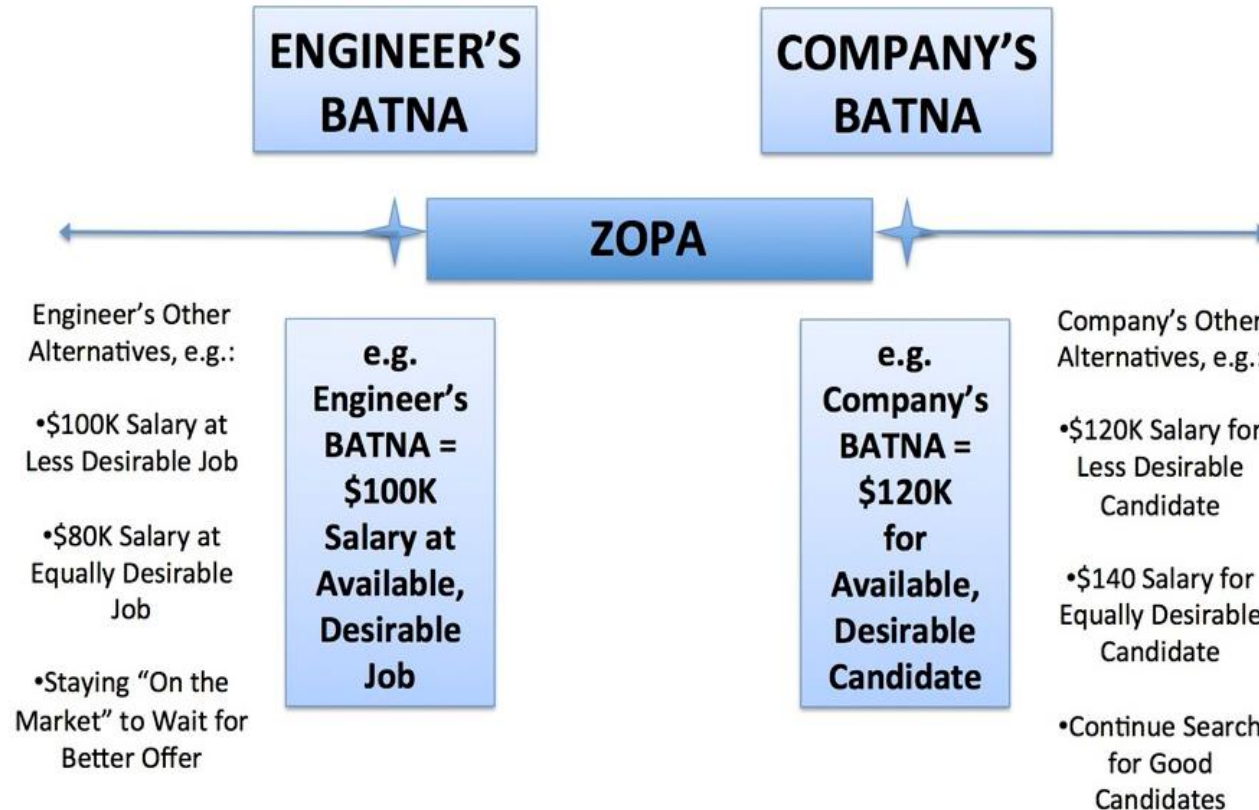 ENGINEER'S
BATNA
COMPANY'S
BATNA
ZOPA
Engineer's Other
Alternatives, e.g.:
•$100K Salary at
Less Desirable Job
•$80K Salary at
Equally Desirable
Job
•Staying "On the
Market" to Wait for
Better Offer
e.g.
Engineer's
BATNA =
$100K
Salary at
Available,
Desirable
Job
e.g.
Company's
BATNA =
$120K
for
Available,
Desirable
Candidate
Company's Other
Alternatives, e.g.:
•$120K Salary for
Less Desirable
Candidate
•$140 Salary for
Equally Desirable
Candidate
•Continue Search
for Good
Candidates